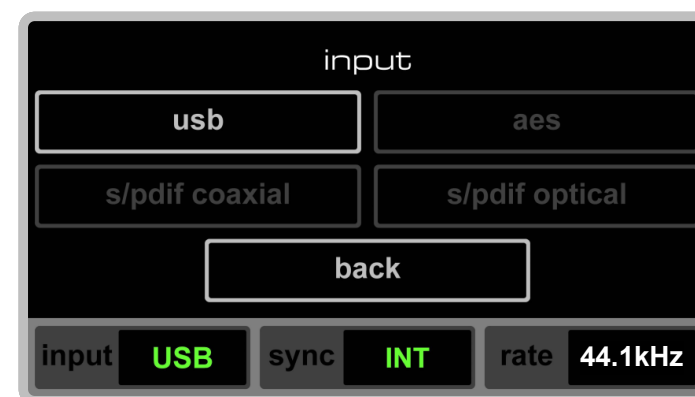 input
usb
aes
s/pdif coaxial
s/pdif optical
back
input USB sync INT rate 44.1kHz